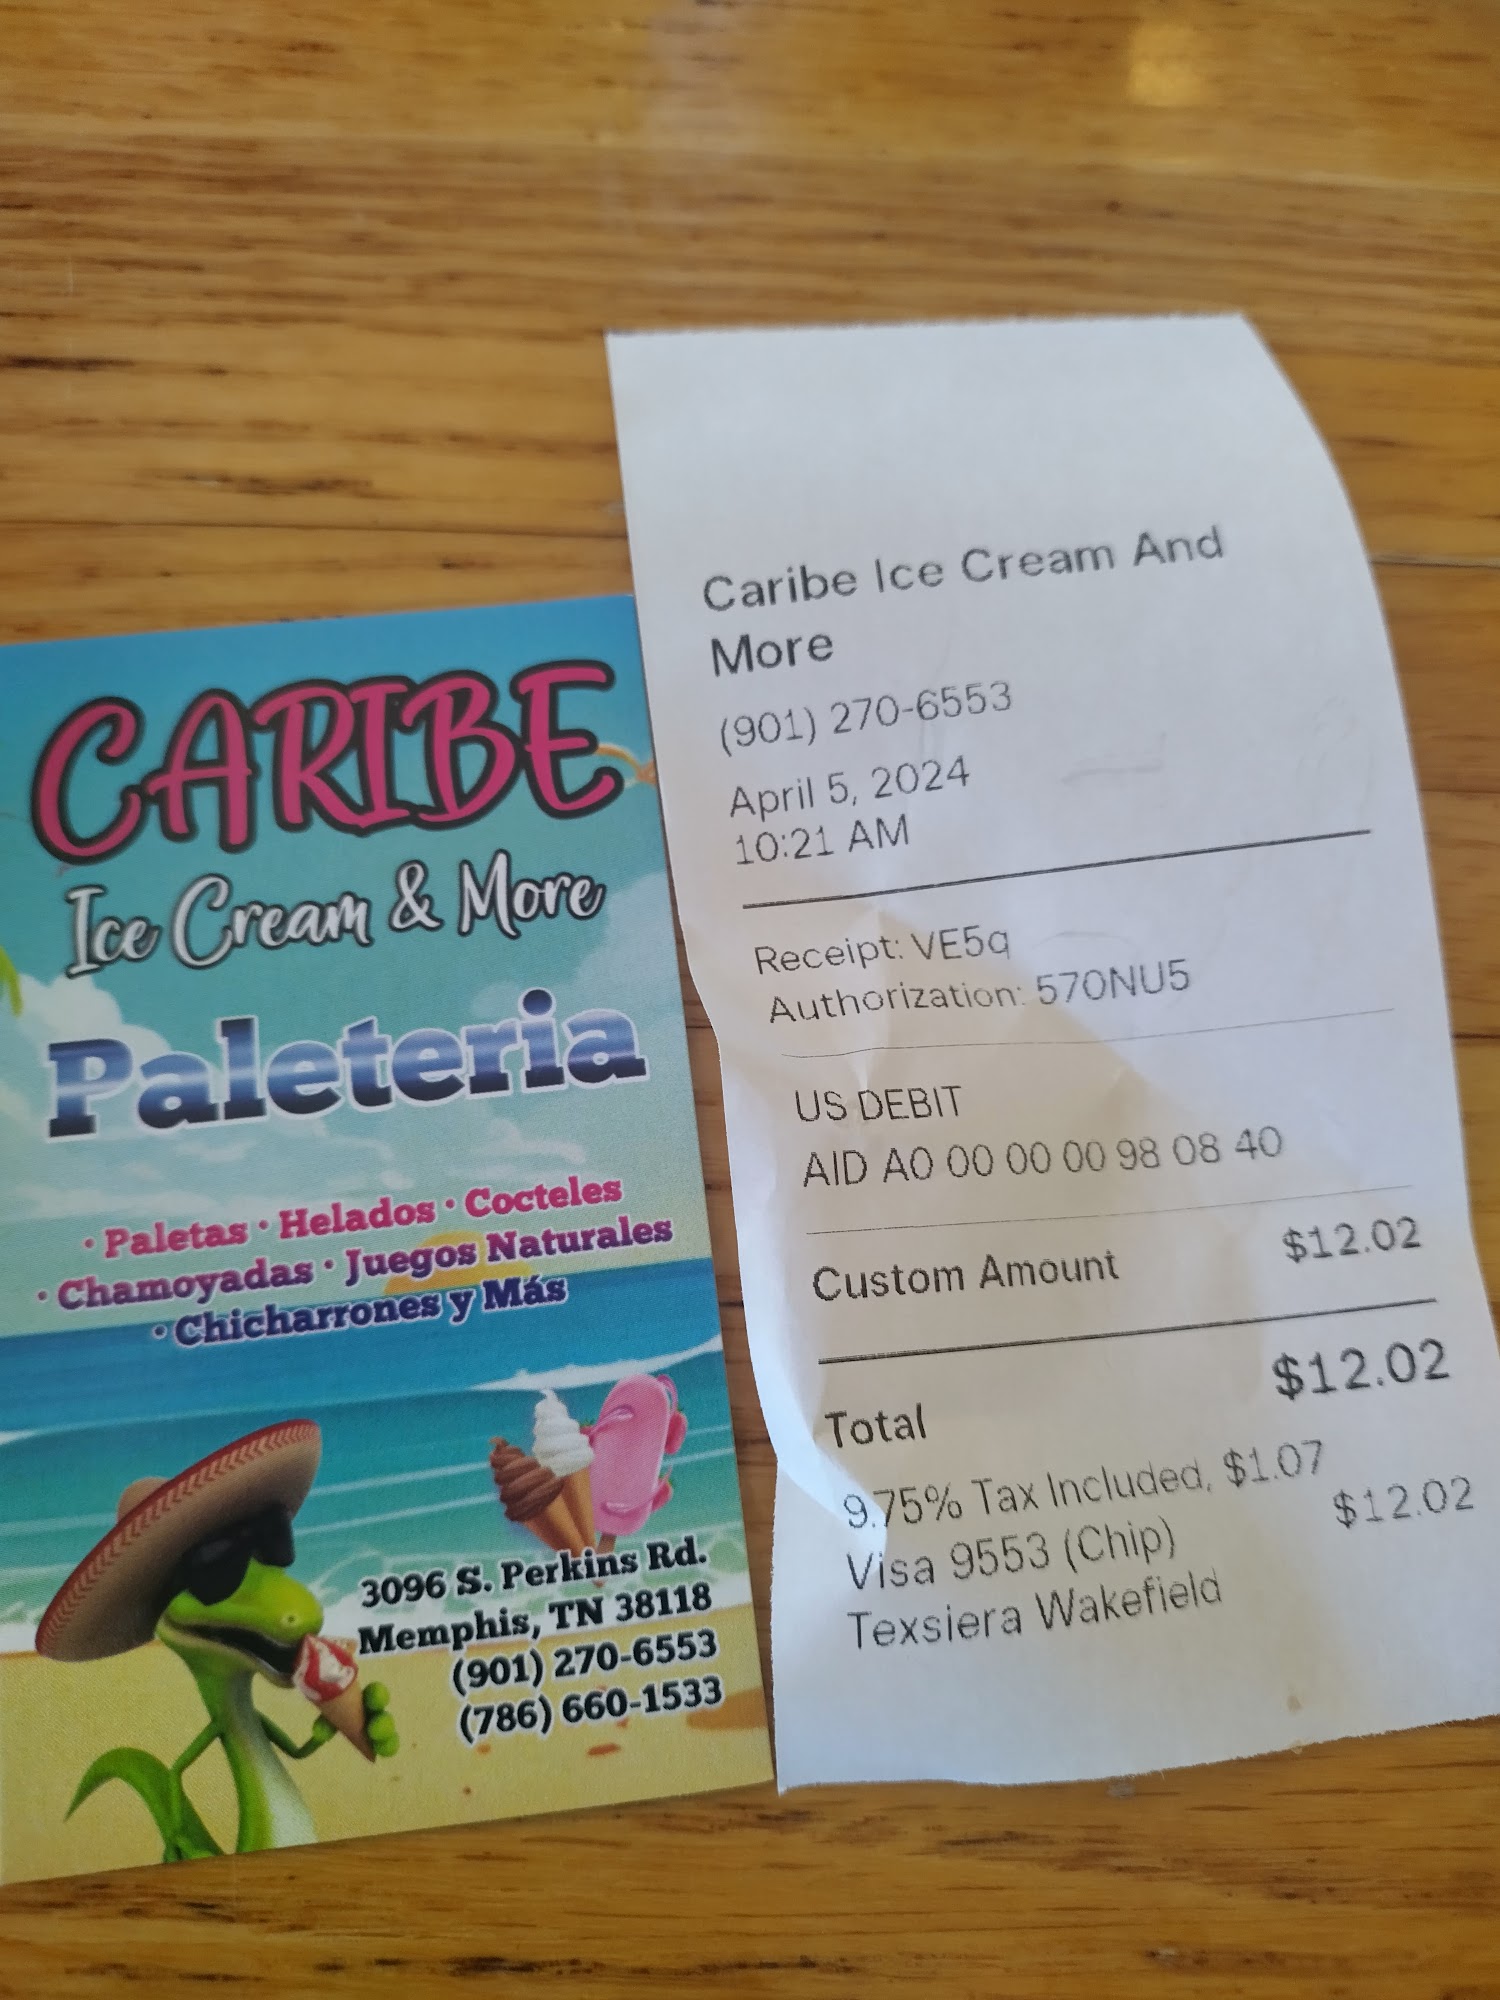 CARIBE
Ice Cream & More
Paleteria
· Paletas · Helados · Cocteles
· Chamoyadas · Juegos Naturales
· Chicharrones y Más
3096 S. Perkins Rd.
Memphis, TN 38118
(901) 270-6553
(786) 660-1533
Caribe Ice Cream And
More
(901) 270-6553
April 5, 2024
10:21 AM
Receipt: VE5q
Authorization: 570NU5
US DEBIT
AID A0 00 00 00 98 08 40
Custom Amount $12.02
Total $12.02
9.75% Tax Included, $1.07
Visa 9553 (Chip) $12.02
Texsiera Wakefield